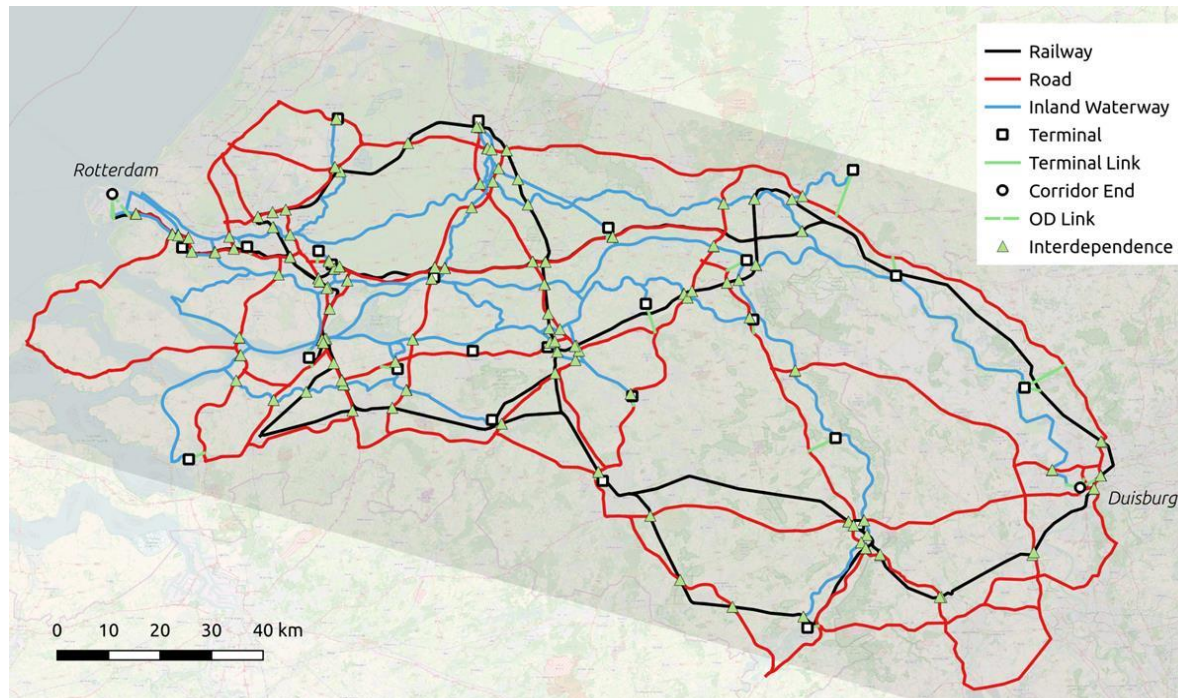 Railway
Road
Inland Waterway
Terminal
Terminal Link
Corridor End
OD Link
Interdependence
Rotterdam
Duisburg
0 10 20 30 40 km